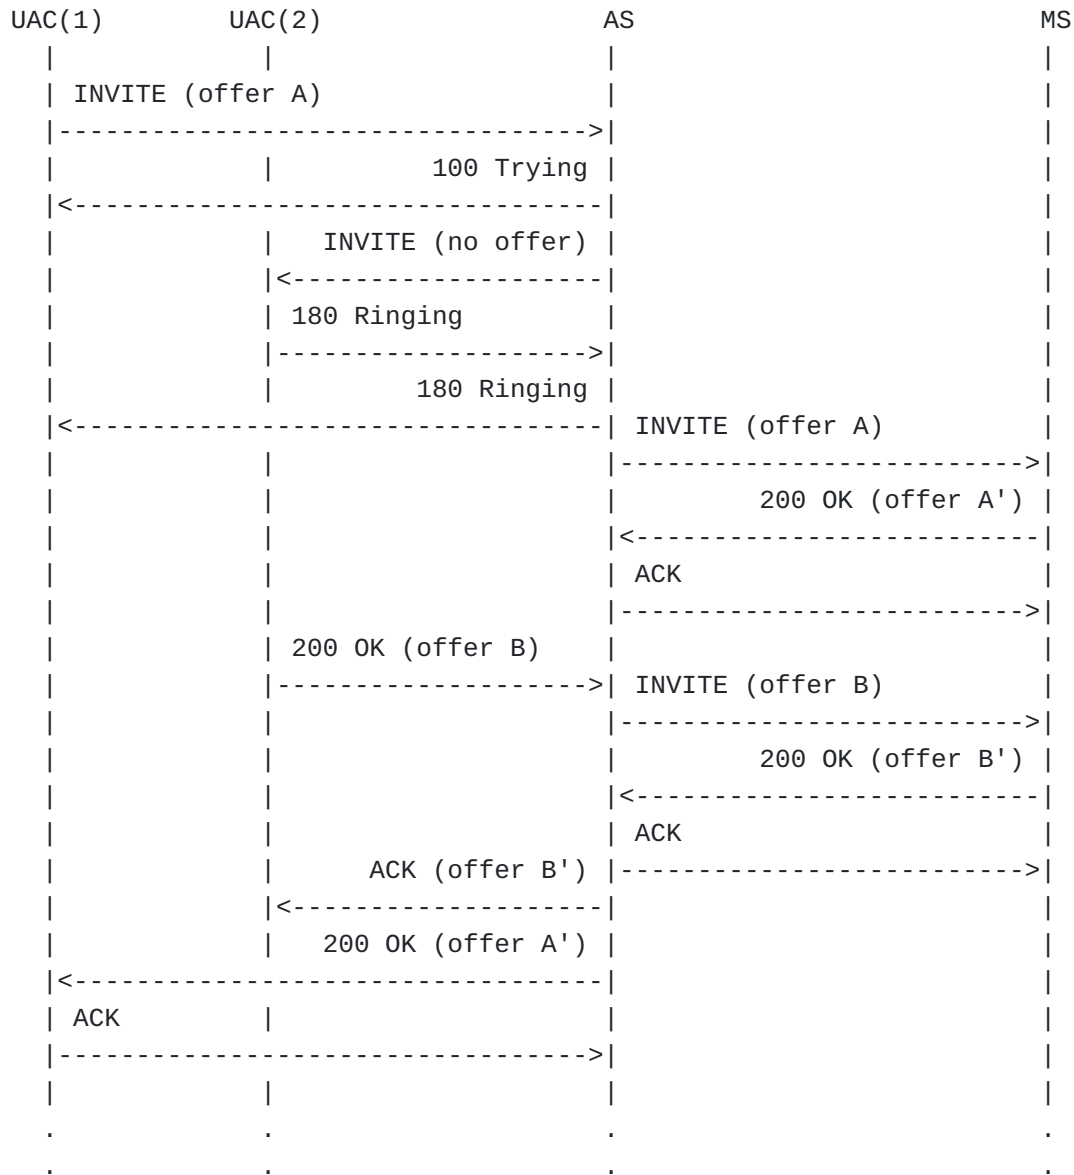 UAC(1) UAC(2) AS MS
INVITE (offer A)
100 Trying
INVITE (no offer)
180 Ringing
180 Ringing
INVITE (offer A)
200 OK (offer A')
ACK
200 OK (offer B)
INVITE (offer B)
200 OK (offer B')
ACK
ACK (offer B')
200 OK (offer A')
ACK